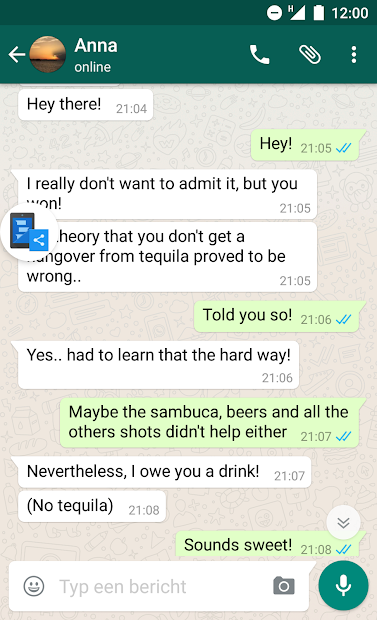 H 12:00
Anna
online
Hey there! 21:04
Hey! 21:05
I really don't want to admit it, but you
won! 21:05
theory that you don't get a
hangover from tequila proved to be
wrong.. 21:05
Told you so! 21:06
Yes.. had to learn that the hard way!
21:06
Maybe the sambuca, beers and all the
others shots didn't help either 21:07
Nevertheless, I owe you a drink! 21:07
(No tequila) 21:08
Sounds sweet! 21:08
Typ een bericht